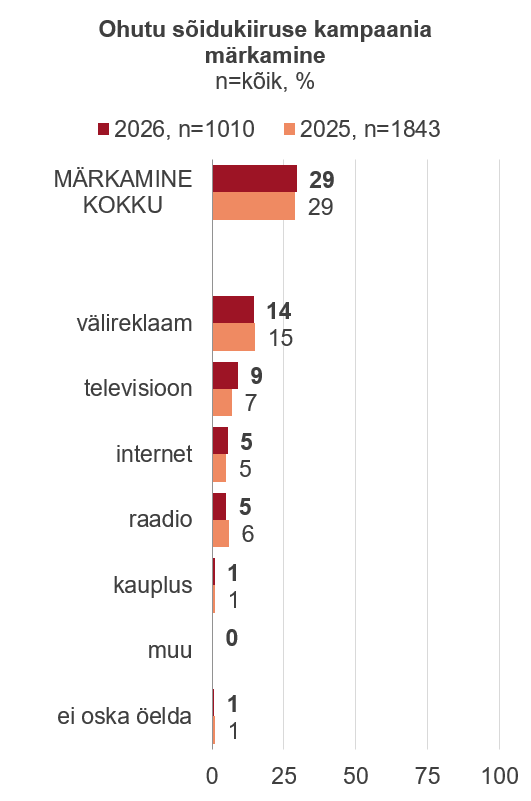 Ohutu sõidukiiruse kampaania
märkamine
n=kõik, %
2026, n=1010 2025, n=1843
MÄRKAMINE
KOKKU
29
29
välireklaam
14
15
televisioon
9
7
internet
5
5
raadio
5
6
kauplus
1
1
muu
0
ei oska öelda
1
1
0 25 50 75 100